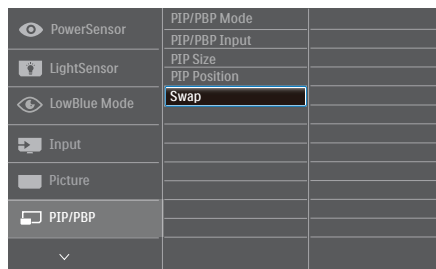 PowerSensor
LightSensor
LowBlue Mode
Input
Picture
PIP/PBP
PIP/PBP Mode
PIP/PBP Input
PIP Size
PIP Position
Swap